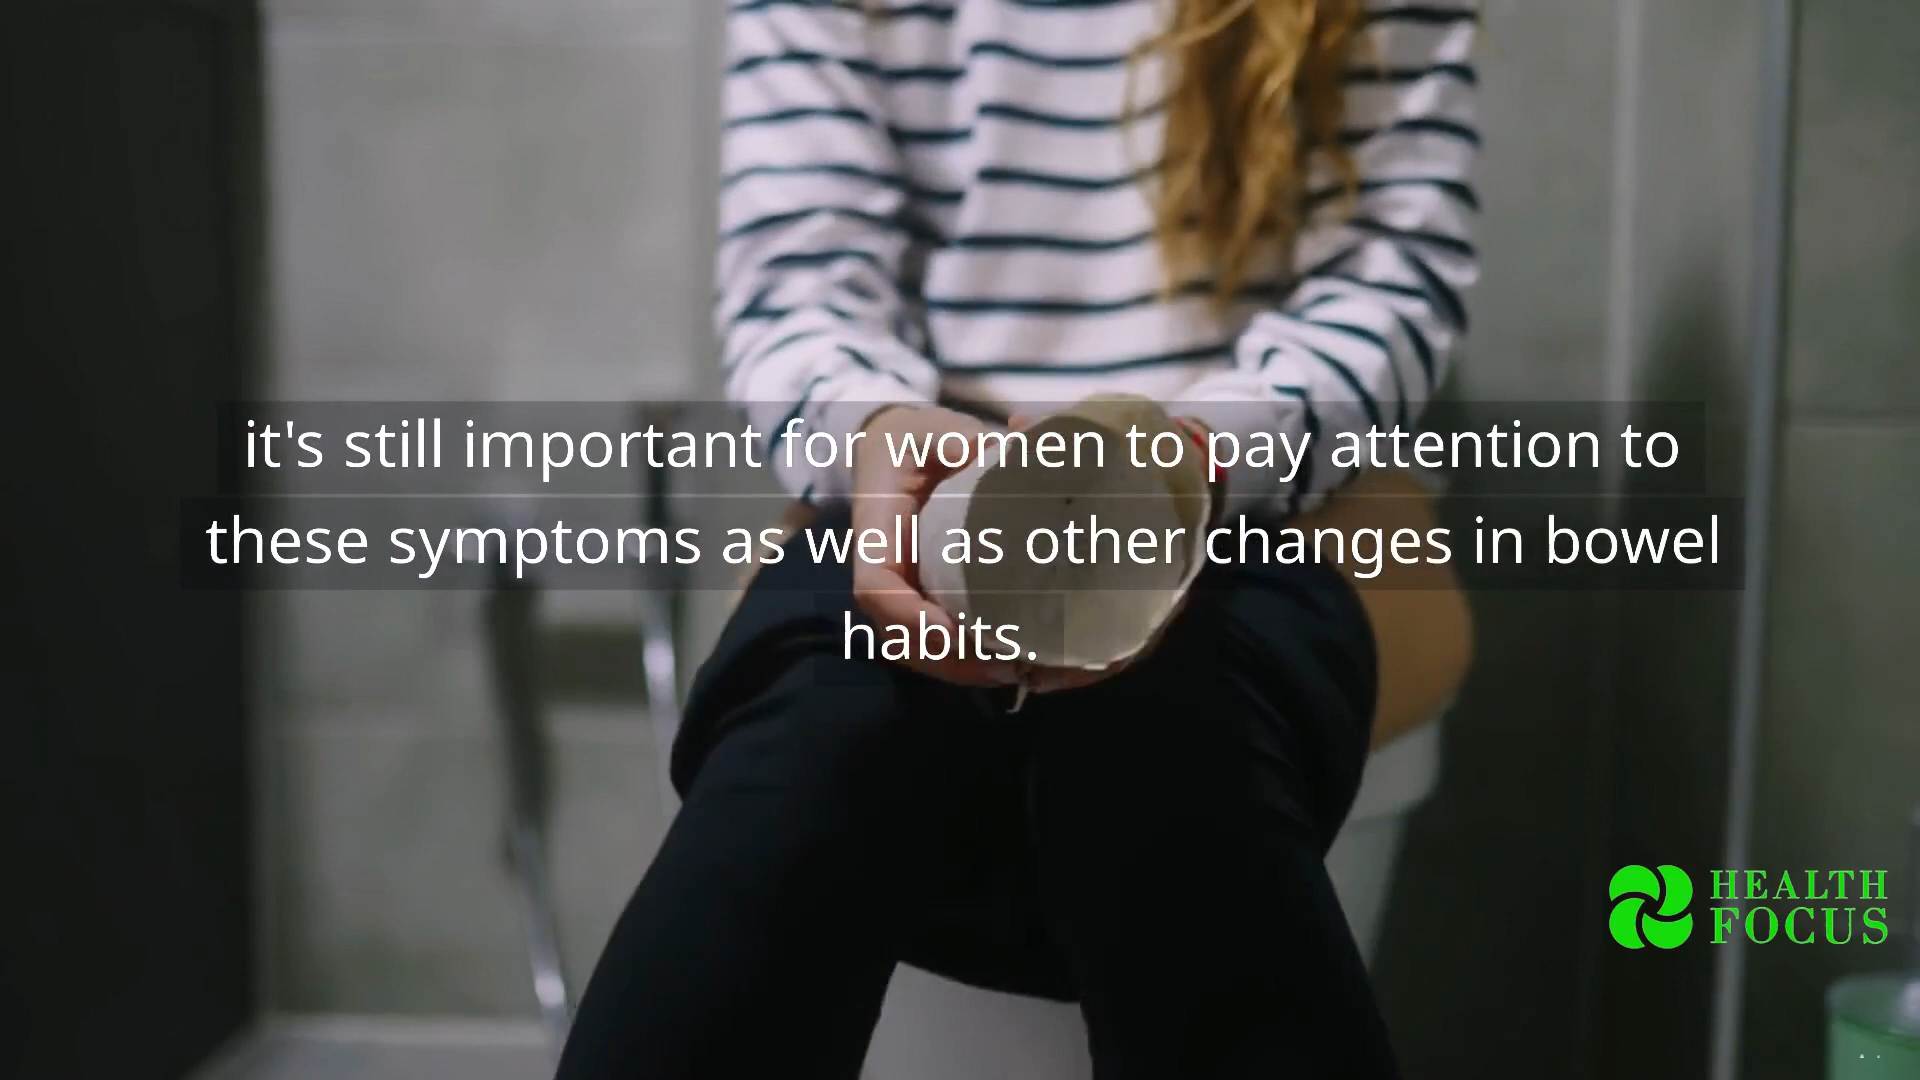 it's still important for women to pay attention to
these symptoms as well as other changes in bowel
habits.
HEALTH
FOCUS